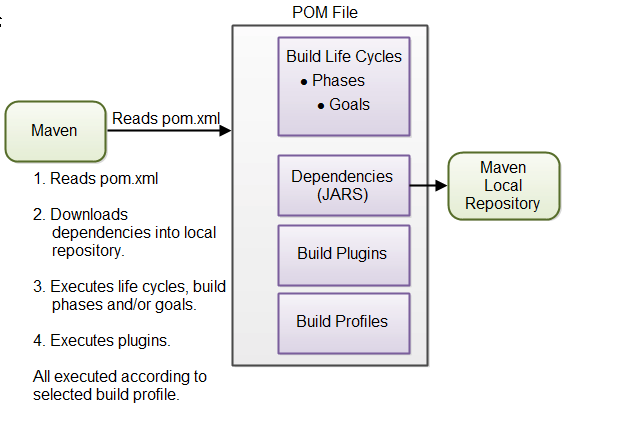 POM File
Build Life Cycles
• Phases
• Goals
Maven
Reads pom.xml
Dependencies
(JARS)
Maven
Local
Repository
Build Plugins
Build Profiles
1. Reads pom.xml
2. Downloads
dependencies into local
repository.
3. Executes life cycles, build
phases and/or goals.
4. Executes plugins.
All executed according to
selected build profile.